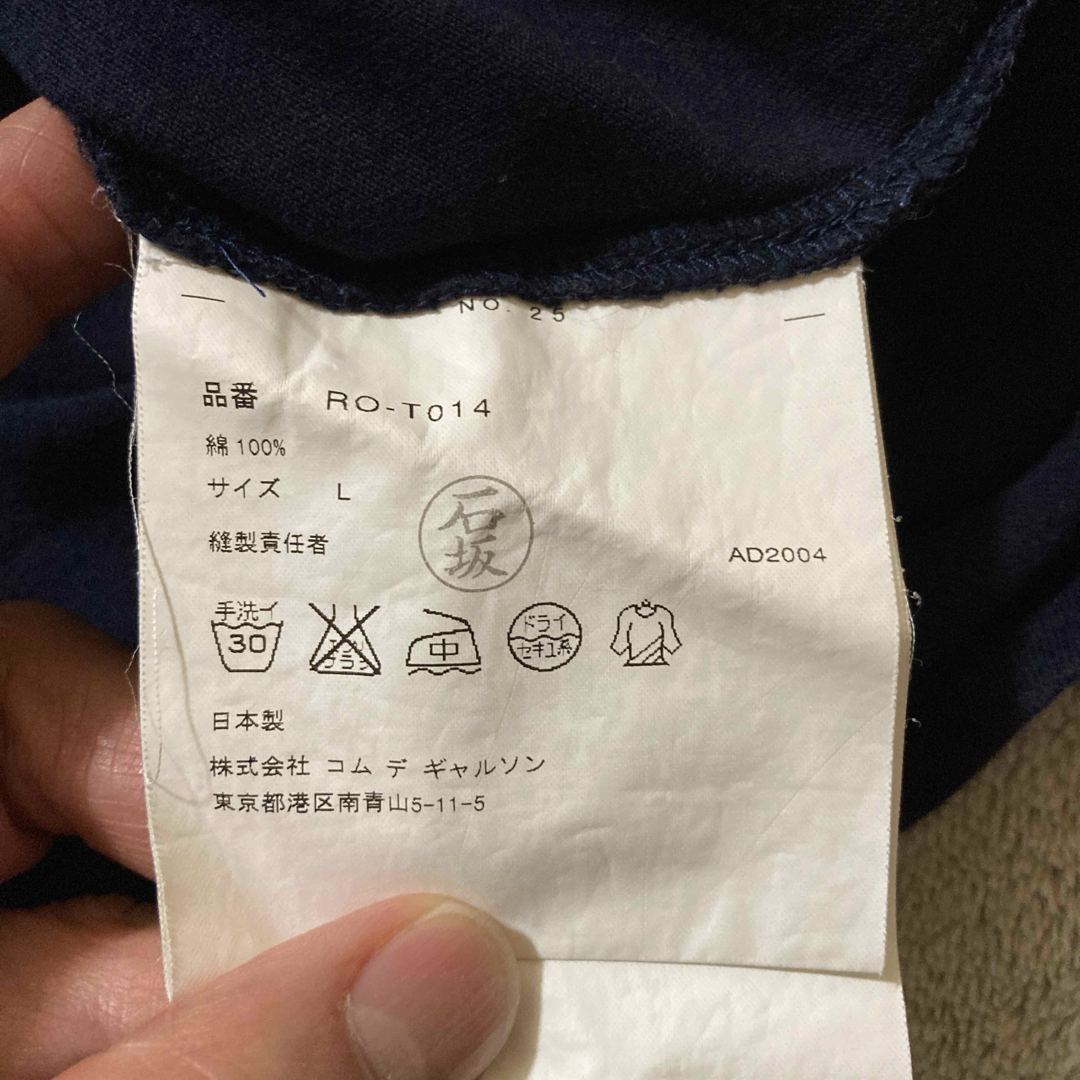 NO. 25
品番 RO-T014
綿 100%
サイズ L
縫製責任者 石坂
AD2004
手洗イ 30
エンソ サラシ
中
ドライ セキユ系
日本製
株式会社 コム デ ギャルソン
東京都港区南青山5-11-5